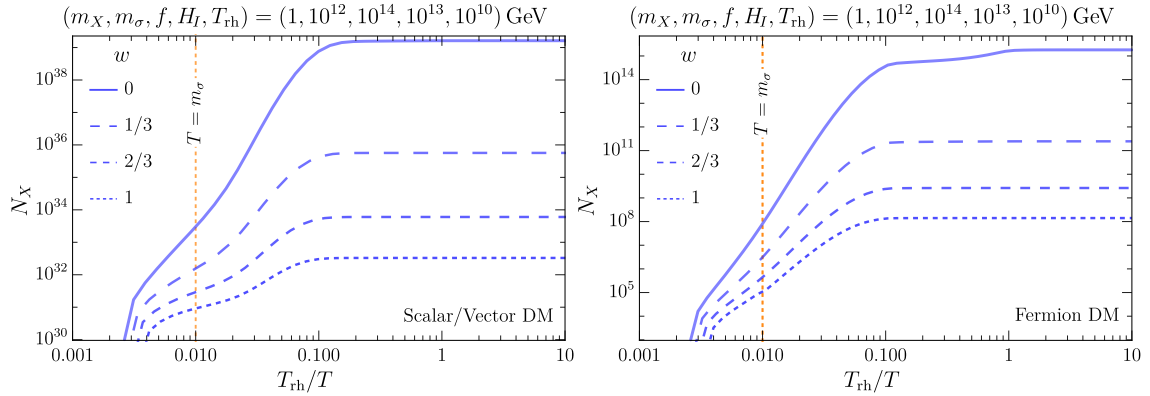 (m_X, m_σ, f, H_I, T_rh) = (1, 10^12, 10^14, 10^13, 10^10) GeV
N_X
10^38
10^36
10^34
10^32
10^30
w
0
1/3
2/3
1
T = m_σ
Scalar/Vector DM
0.001
0.010
0.100
1
10
T_rh/T
(m_X, m_σ, f, H_I, T_rh) = (1, 10^12, 10^14, 10^13, 10^10) GeV
N_X
10^14
10^11
10^8
10^5
w
0
1/3
2/3
1
T = m_σ
Fermion DM
0.001
0.010
0.100
1
10
T_rh/T